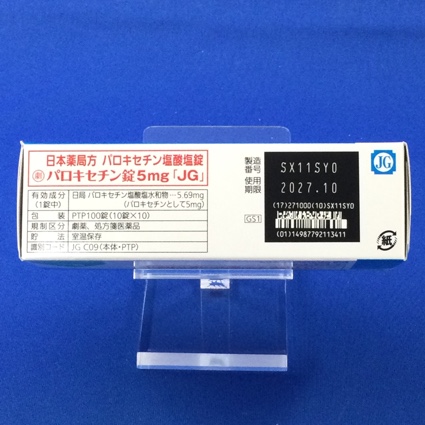 日本薬局方 パロキセチン塩酸塩錠
劇 パロキセチン錠5mg「JG」
有効成分 (1錠中) 日局 パロキセチン塩酸塩水和物…5.69mg
(パロキセチンとして5mg)
包 装 PTP100錠(10錠×10)
規制区分 劇薬、処方箋医薬品
貯 法 室温保存
識別コード JG C09(本体・PTP)
製造番号 SX11SY0
使用期限 2027.10
(17)271000(10)SX11SY0
GS1
(01)14987792113411
JG
紙